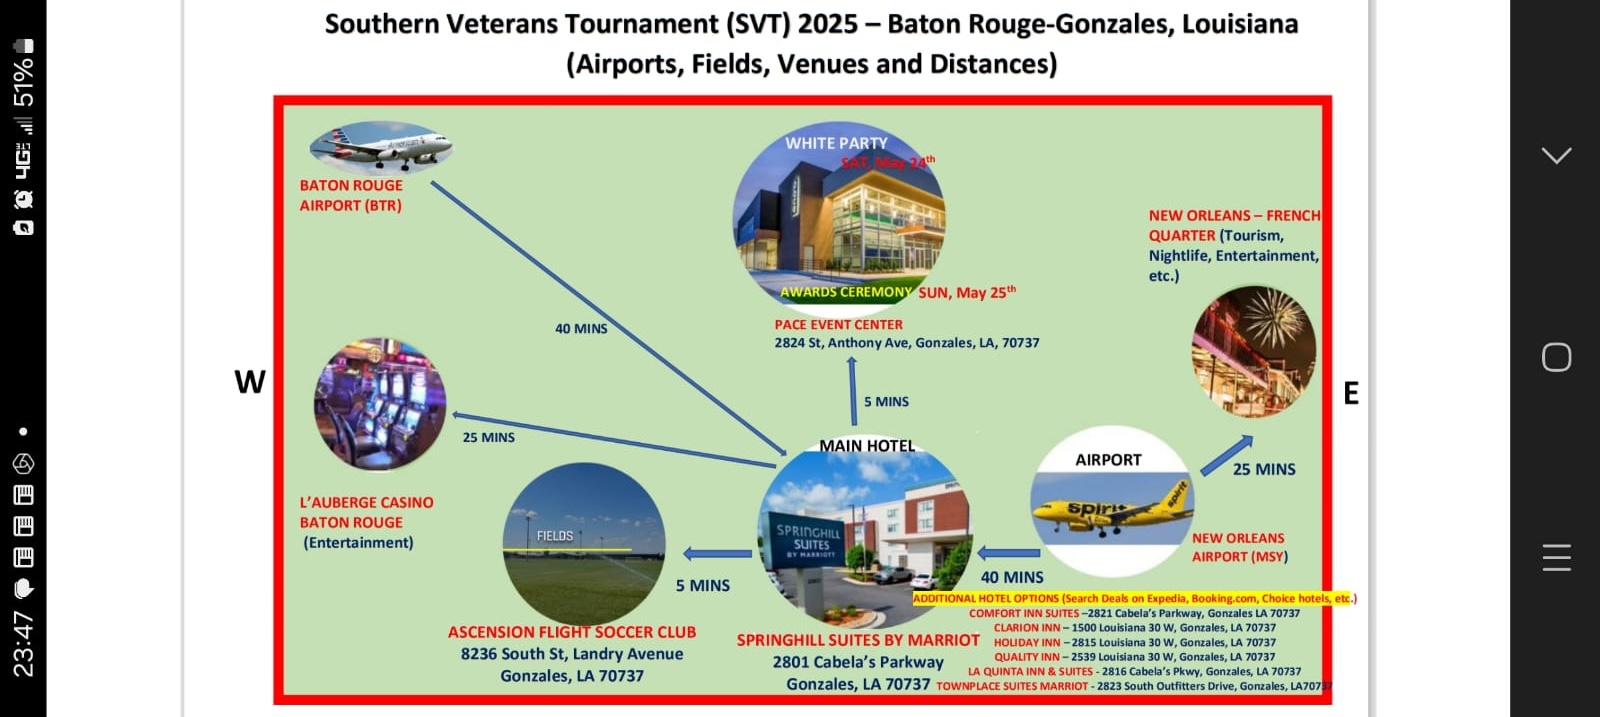 Southern Veterans Tournament (SVT) 2025 – Baton Rouge-Gonzales, Louisiana
(Airports, Fields, Venues and Distances)
51%
4GE
23:47
W
E
American
BATON ROUGE
AIRPORT (BTR)
40 MINS
WHITE PARTY
SAT, May 24th
AWARDS CEREMONY SUN, May 25th
PACE EVENT CENTER
2824 St, Anthony Ave, Gonzales, LA, 70737
5 MINS
NEW ORLEANS – FRENCH
QUARTER (Tourism,
Nightlife, Entertainment,
etc.)
25 MINS
L'AUBERGE CASINO
BATON ROUGE
(Entertainment)
25 MINS
FIELDS
5 MINS
ASCENSION FLIGHT SOCCER CLUB
8236 South St, Landry Avenue
Gonzales, LA 70737
MAIN HOTEL
SPRINGHILL
SUITES
BY MARRIOTT
SPRINGHILL SUITES BY MARRIOT
2801 Cabela's Parkway
Gonzales, LA 70737
AIRPORT
spirit
spirit
NEW ORLEANS
AIRPORT (MSY)
40 MINS
ADDITIONAL HOTEL OPTIONS (Search Deals on Expedia, Booking.com, Choice hotels, etc.)
COMFORT INN SUITES –2821 Cabela's Parkway, Gonzales LA 70737
CLARION INN – 1500 Louisiana 30 W, Gonzales, LA 70737
HOLIDAY INN – 2815 Louisiana 30 W, Gonzales, LA 70737
QUALITY INN – 2539 Louisiana 30 W, Gonzales, LA 70737
LA QUINTA INN & SUITES - 2816 Cabela's Pkwy, Gonzales, LA 70737
TOWNPLACE SUITES MARRIOT - 2823 South Outfitters Drive, Gonzales, LA70737